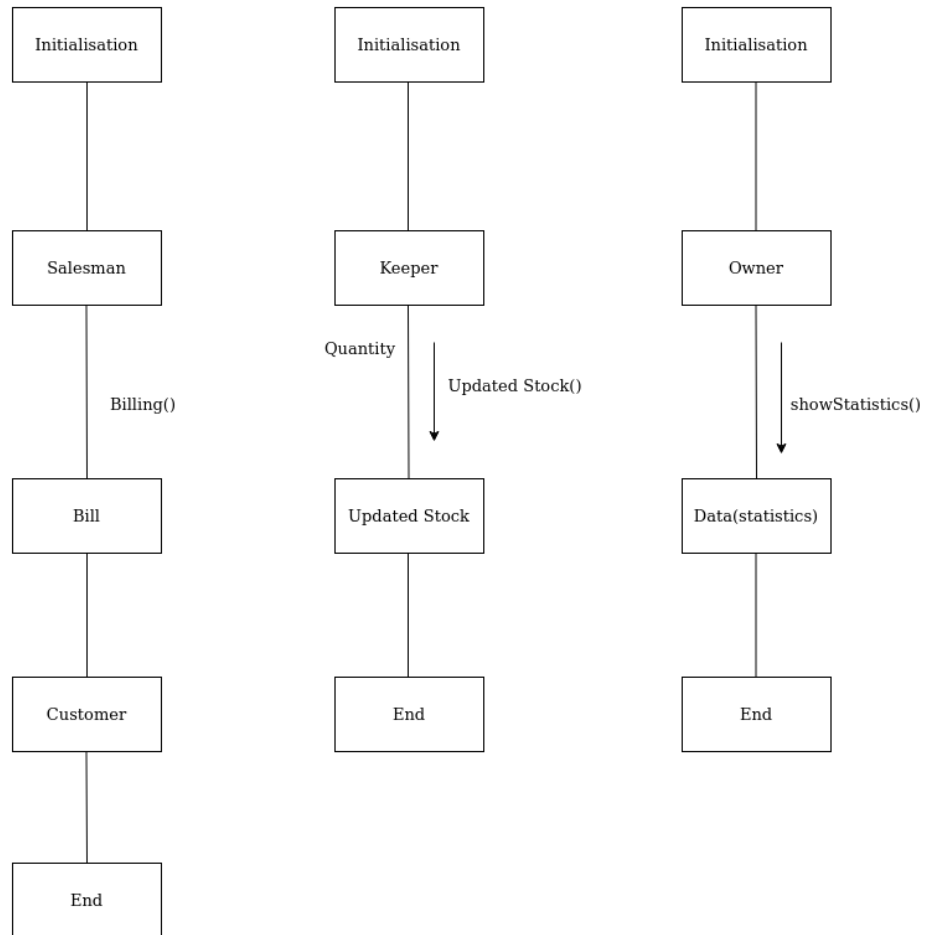 Initialisation
Initialisation
Initialisation
Salesman
Keeper
Owner
Quantity
Updated Stock()
Billing()
showStatistics()
Bill
Updated Stock
Data(statistics)
Customer
End
End
End